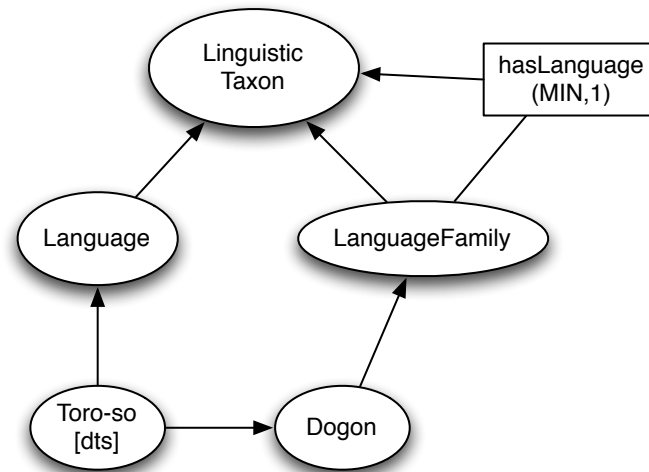 Linguistic
Taxon
hasLanguage
(MIN,1)
Language
LanguageFamily
Toro-so
[dts]
Dogon